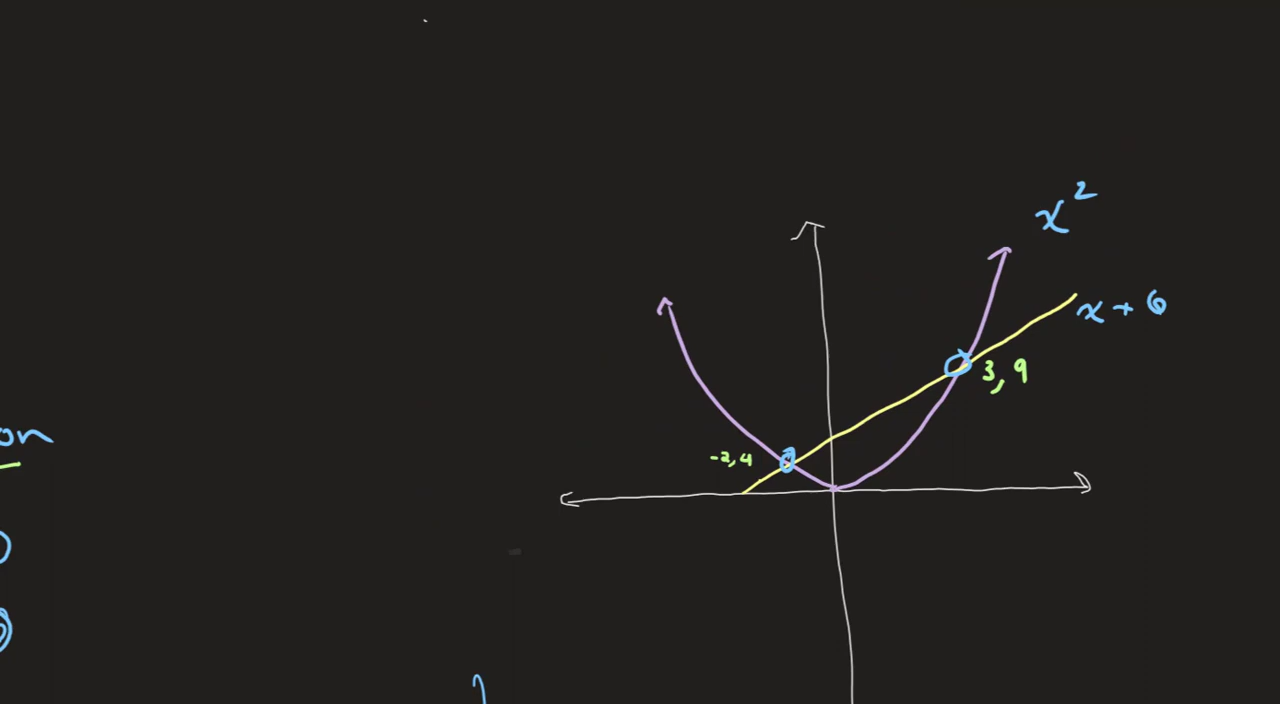 x²
x + 6
3, 9
-2, 4
on